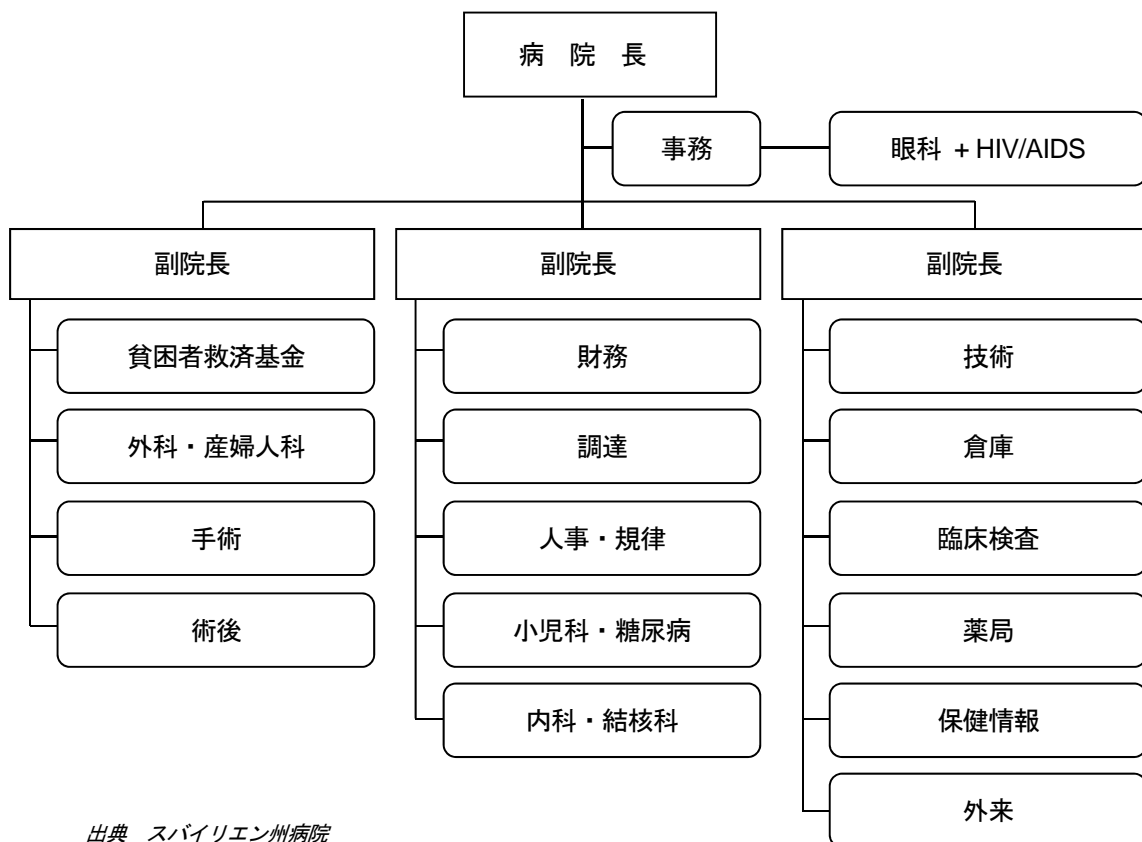 病 院 長
事務
眼科 + HIV/AIDS
副院長
貧困者救済基金
外科・産婦人科
手術
術後
副院長
財務
調達
人事・規律
小児科・糖尿病
内科・結核科
副院長
技術
倉庫
臨床検査
薬局
保健情報
外来
出典 スバイリエン州病院